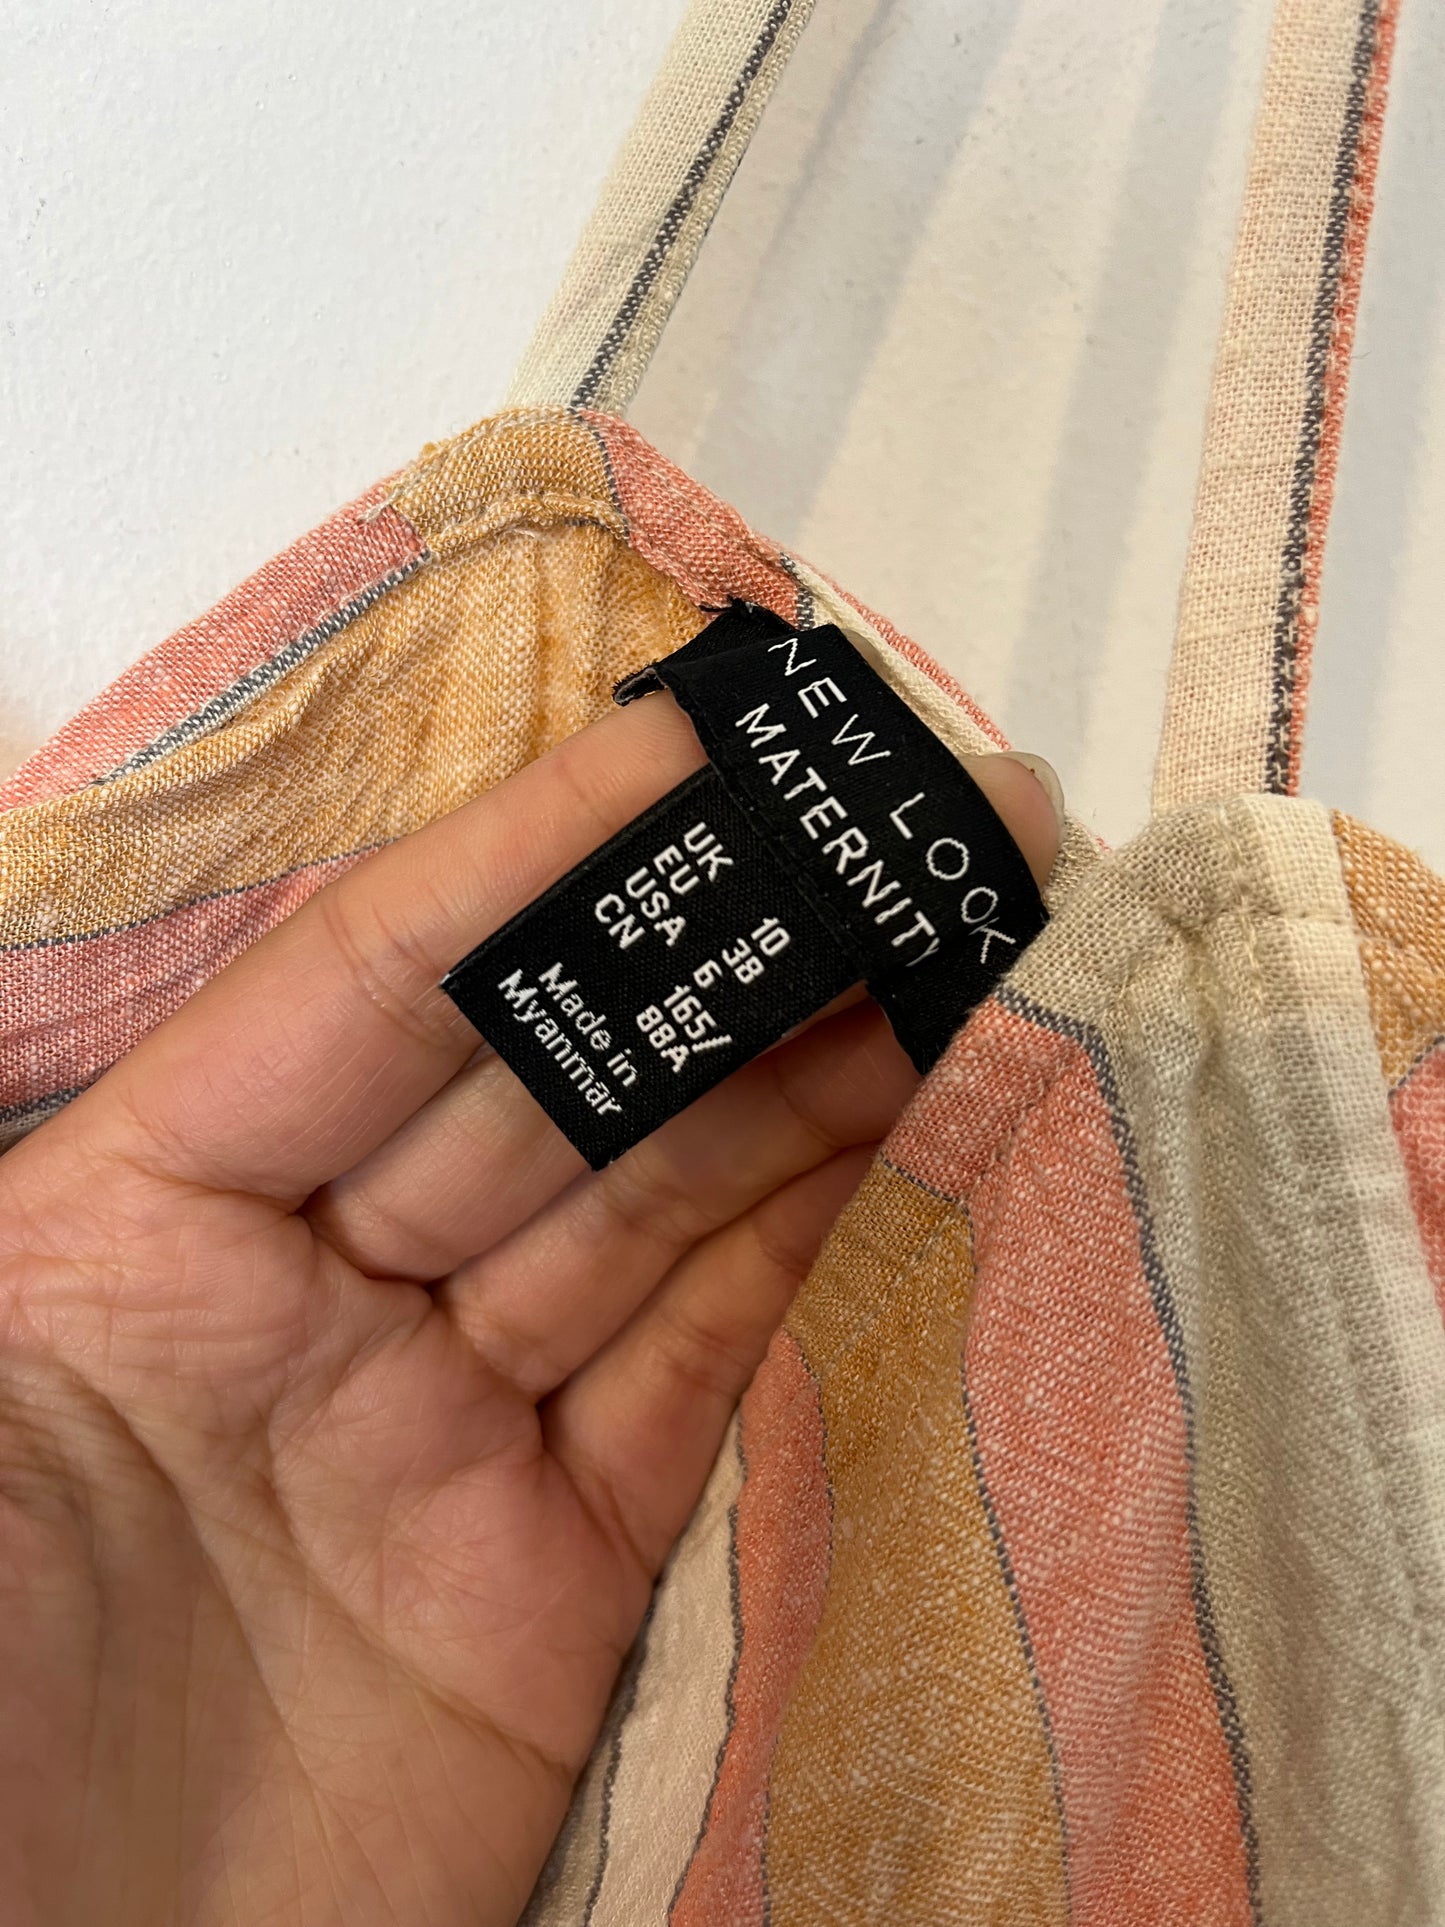 NEW LOOK
MATERNITY
UK 10
EU 38
USA 6
CN 165/
88A
Made in
Myanmar